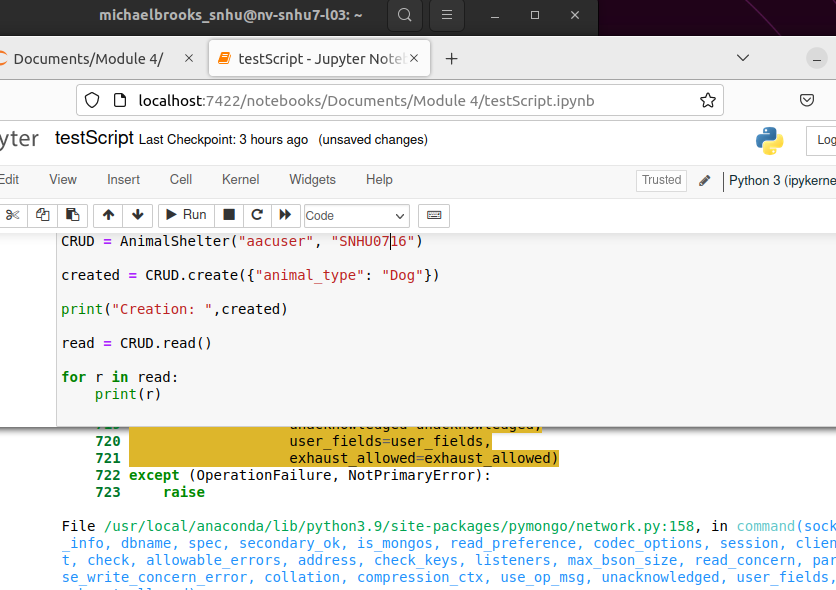 michaelbrooks_snhu@nv-snhu7-l03: ~
Documents/Module 4/
testScript - Jupyter Note
localhost:7422/notebooks/Documents/Module 4/testScript.ipynb
yter testScript Last Checkpoint: 3 hours ago (unsaved changes)
Log
Edit View Insert Cell Kernel Widgets Help
Trusted
Python 3 (ipykerne
Run
Code
CRUD = AnimalShelter("aacuser", "SNHU0716")
created = CRUD.create({"animal_type": "Dog"})
print("Creation: ",created)
read = CRUD.read()
for r in read:
    print(r)
720 user_fields=user_fields,
721 exhaust_allowed=exhaust_allowed)
722 except (OperationFailure, NotPrimaryError):
723     raise
File /usr/local/anaconda/lib/python3.9/site-packages/pymongo/network.py:158, in command(sock
_info, dbname, spec, secondary_ok, is_mongos, read_preference, codec_options, session, clien
t, check, allowable_errors, address, check_keys, listeners, max_bson_size, read_concern, par
se_write_concern_error, collation, compression_ctx, use_op_msg, unacknowledged, user_fields,